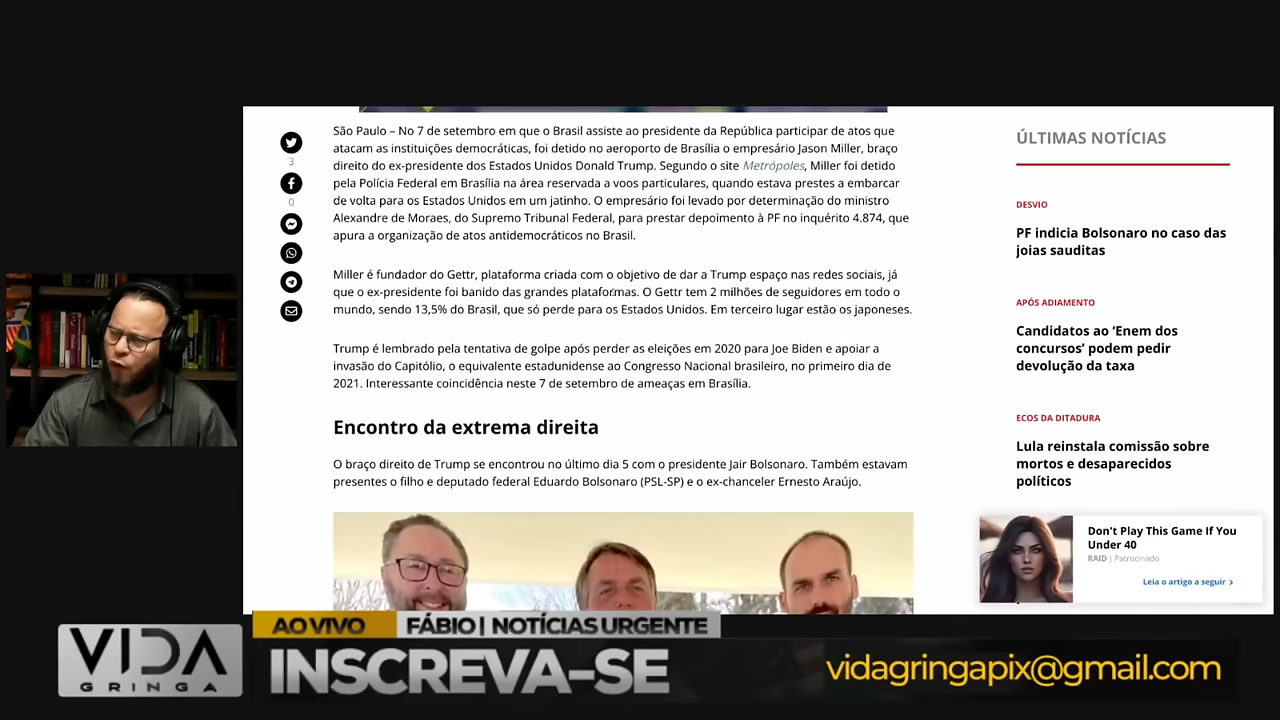 3
0
São Paulo – No 7 de setembro em que o Brasil assiste ao presidente da República participar de atos que
atacam as instituições democráticas, foi detido no aeroporto de Brasília o empresário Jason Miller, braço
direito do ex-presidente dos Estados Unidos Donald Trump. Segundo o site Metrópoles, Miller foi detido
pela Polícia Federal em Brasília na área reservada a voos particulares, quando estava prestes a embarcar
de volta para os Estados Unidos em um jatinho. O empresário foi levado por determinação do ministro
Alexandre de Moraes, do Supremo Tribunal Federal, para prestar depoimento à PF no inquérito 4.874, que
apura a organização de atos antidemocráticos no Brasil.
Miller é fundador do Gettr, plataforma criada com o objetivo de dar a Trump espaço nas redes sociais, já
que o ex-presidente foi banido das grandes plataformas. O Gettr tem 2 milhões de seguidores em todo o
mundo, sendo 13,5% do Brasil, que só perde para os Estados Unidos. Em terceiro lugar estão os japoneses.
Trump é lembrado pela tentativa de golpe após perder as eleições em 2020 para Joe Biden e apoiar a
invasão do Capitólio, o equivalente estadunidense ao Congresso Nacional brasileiro, no primeiro dia de
2021. Interessante coincidência neste 7 de setembro de ameaças em Brasília.
Encontro da extrema direita
O braço direito de Trump se encontrou no último dia 5 com o presidente Jair Bolsonaro. Também estavam
presentes o filho e deputado federal Eduardo Bolsonaro (PSL-SP) e o ex-chanceler Ernesto Araújo.
ÚLTIMAS NOTÍCIAS
DESVIO
PF indicia Bolsonaro no caso das
joias sauditas
APÓS ADIAMENTO
Candidatos ao ‘Enem dos
concursos’ podem pedir
devolução da taxa
ECOS DA DITADURA
Lula reinstala comissão sobre
mortos e desaparecidos
políticos
Don't Play This Game If You
Under 40
RAID | Patrocinado
Leia o artigo a seguir
AO VIVO
FÁBIO | NOTÍCIAS URGENTE
VIDA
GRINGA
INSCREVA-SE
vidagringapix@gmail.com